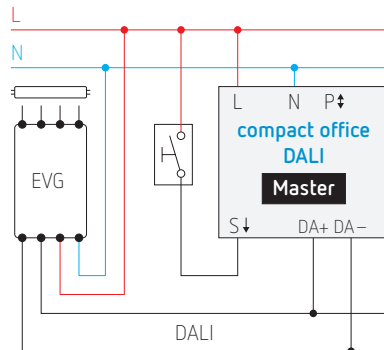 L
N
L N P↕
compact office
DALI
Master
EVG
S↓ DA+ DA−
DALI